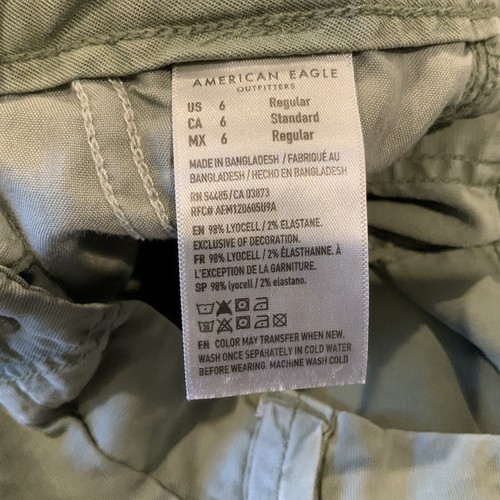 AMERICAN EAGLE
OUTFITTERS
US 6 Regular
CA 6 Standard
MX 6 Regular
MADE IN BANGLADESH / FABRIQUÉ AU
BANGLADESH / HECHO EN BANGLADESH
RN 54485/CA 03873
RFC# AEM120605U9A
EN 98% LYOCELL / 2% ELASTANE.
EXCLUSIVE OF DECORATION.
FR 98% LYOCELL / 2% ÉLASTHANNE. À
L'EXCEPTION DE LA GARNITURE.
SP 98% lyocell / 2% elastano.
EN COLOR MAY TRANSFER WHEN NEW.
WASH ONCE SEPARATELY IN COLD WATER
BEFORE WEARING. MACHINE WASH COLD